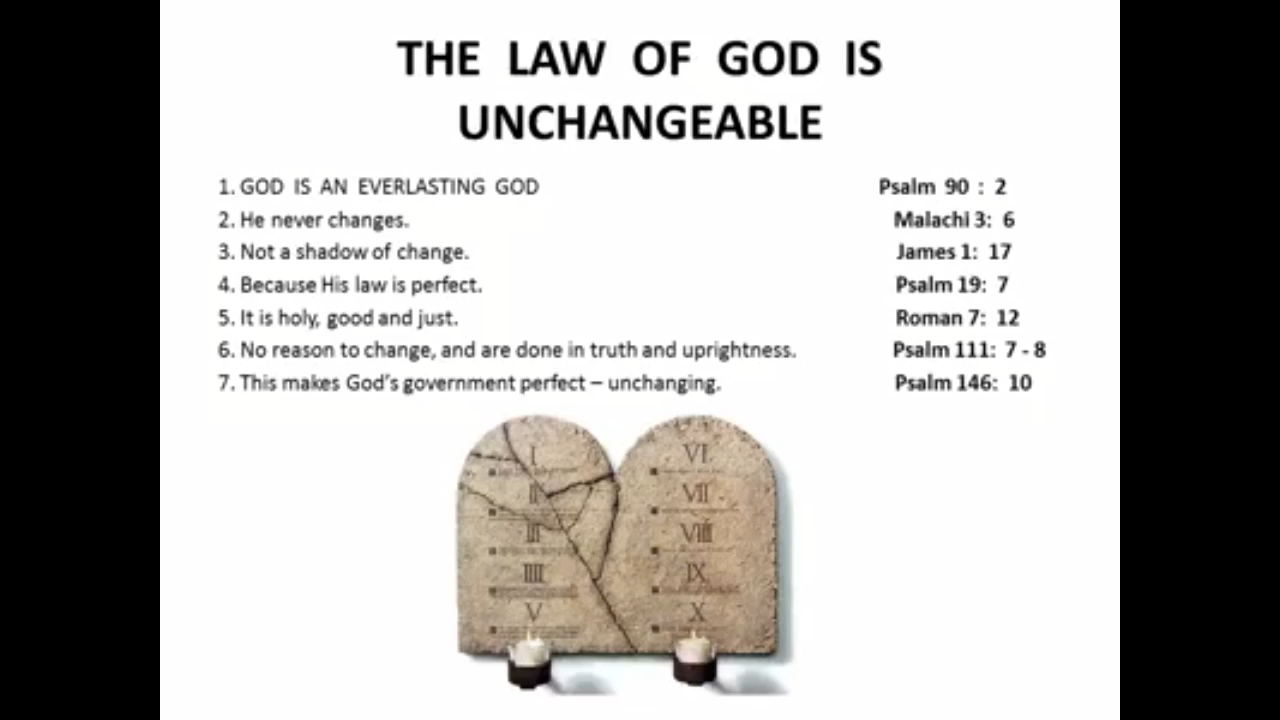 THE LAW OF GOD IS
UNCHANGEABLE
1. GOD IS AN EVERLASTING GOD Psalm 90 : 2
2. He never changes. Malachi 3: 6
3. Not a shadow of change. James 1: 17
4. Because His law is perfect. Psalm 19: 7
5. It is holy, good and just. Roman 7: 12
6. No reason to change, and are done in truth and uprightness. Psalm 111: 7 - 8
7. This makes God's government perfect – unchanging. Psalm 146: 10
I VI
II VII
III VIII
IIII IX
V X